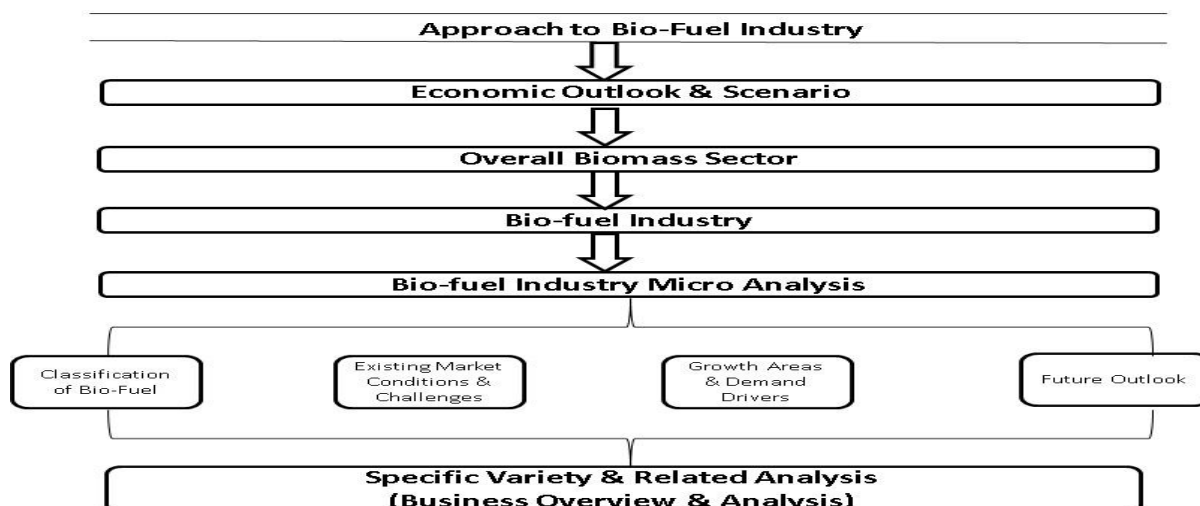 Approach to Bio-Fuel Industry
Economic Outlook & Scenario
Overall Biomass Sector
Bio-fuel Industry
Bio-fuel Industry Micro Analysis
Classification
of Bio-Fuel
Existing Market
Conditions &
Challenges
Growth Areas
& Demand
Drivers
Future Outlook
Specific Variety & Related Analysis
(Business Overview & Analysis)